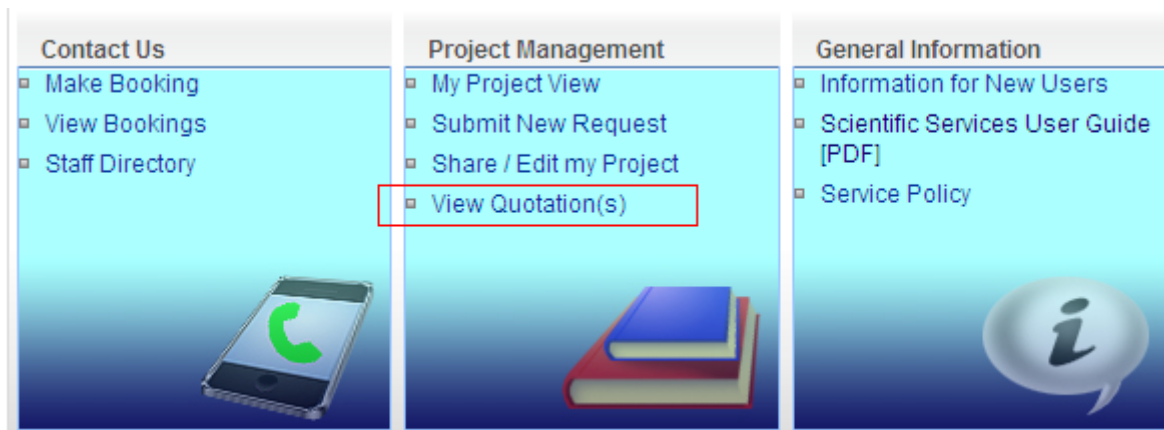 Contact Us
Make Booking
View Bookings
Staff Directory
Project Management
My Project View
Submit New Request
Share / Edit my Project
View Quotation(s)
General Information
Information for New Users
Scientific Services User Guide
[PDF]
Service Policy
i